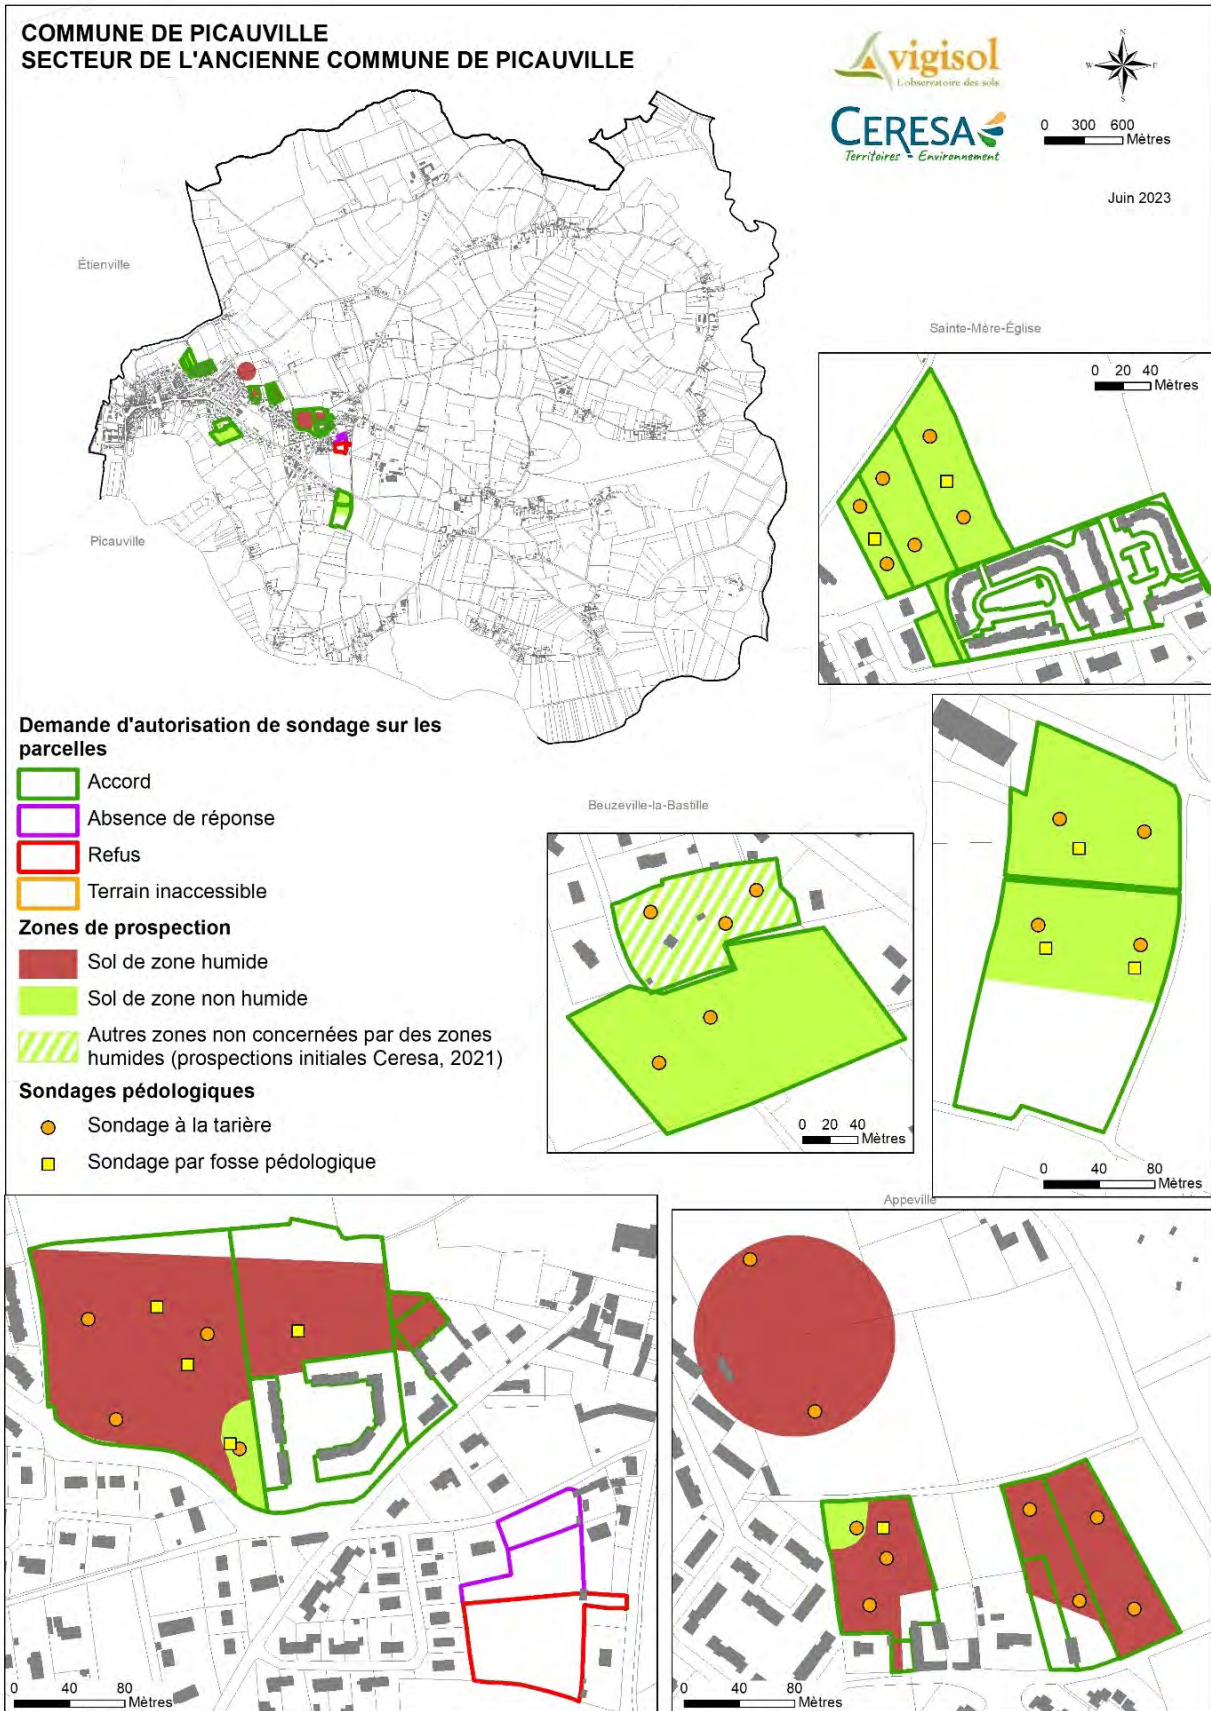 COMMUNE DE PICAUVILLE
SECTEUR DE L'ANCIENNE COMMUNE DE PICAUVILLE
vigisol
L'observatoire des sols
CERESA
Territoires - Environnement
N
W
E
S
0 300 600
Mètres
Juin 2023
Étienville
Picauville
Sainte-Mère-Église
0 20 40
Mètres
Demande d'autorisation de sondage sur les
parcelles
Accord
Absence de réponse
Refus
Terrain inaccessible
Zones de prospection
Sol de zone humide
Sol de zone non humide
Autres zones non concernées par des zones
humides (prospections initiales Ceresa, 2021)
Sondages pédologiques
Sondage à la tarière
Sondage par fosse pédologique
Beuzeville-la-Bastille
0 20 40
Mètres
0 40 80
Mètres
Appeville
0 40 80
Mètres
0 40 80
Mètres